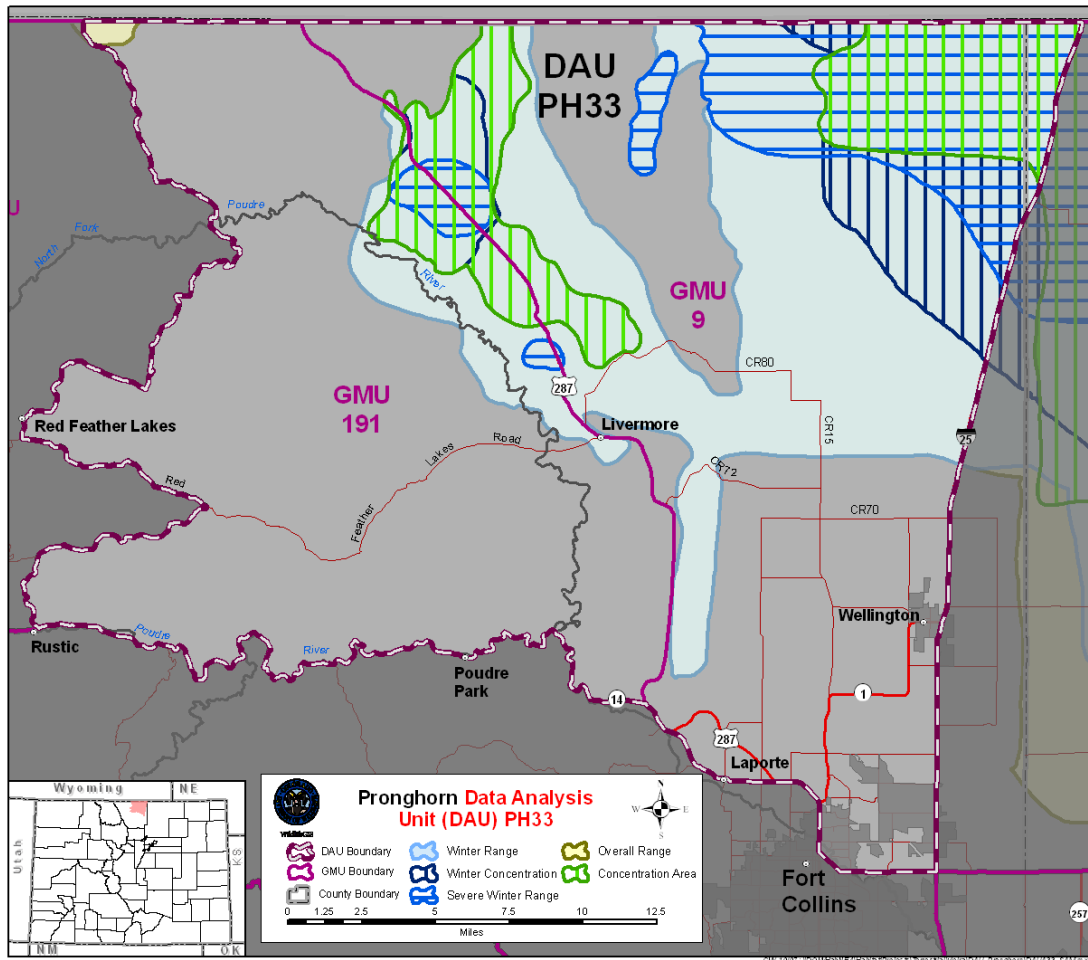 DAU
PH33
Poudre
U
North
Fork
River
GMU
9
GMU
191
CR80
287
Red Feather Lakes
Livermore
CR15
25
Lakes
Road
CR72
Red
Feather
CR70
Wellington
Rustic
Poudre
River
Poudre
Park
14
1
287
Laporte
Fort
Collins
257
Wyoming
NE
Utah
KS
NM
OK
Pronghorn Data Analysis
Unit (DAU) PH33
N
W
E
S
DAU Boundary
Winter Range
Overall Range
GMU Boundary
Winter Concentration
Concentration Area
County Boundary
Severe Winter Range
0 1.25 2.5 5 7.5 10 12.5
Miles